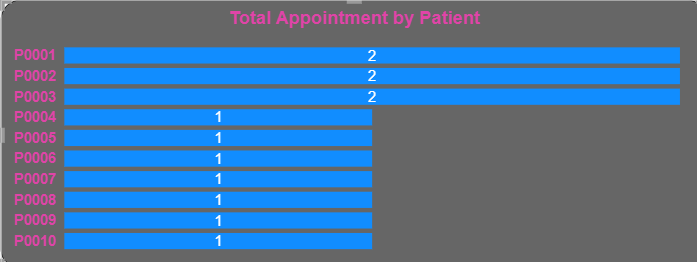 Total Appointment by Patient
P0001 2
P0002 2
P0003 2
P0004 1
P0005 1
P0006 1
P0007 1
P0008 1
P0009 1
P0010 1